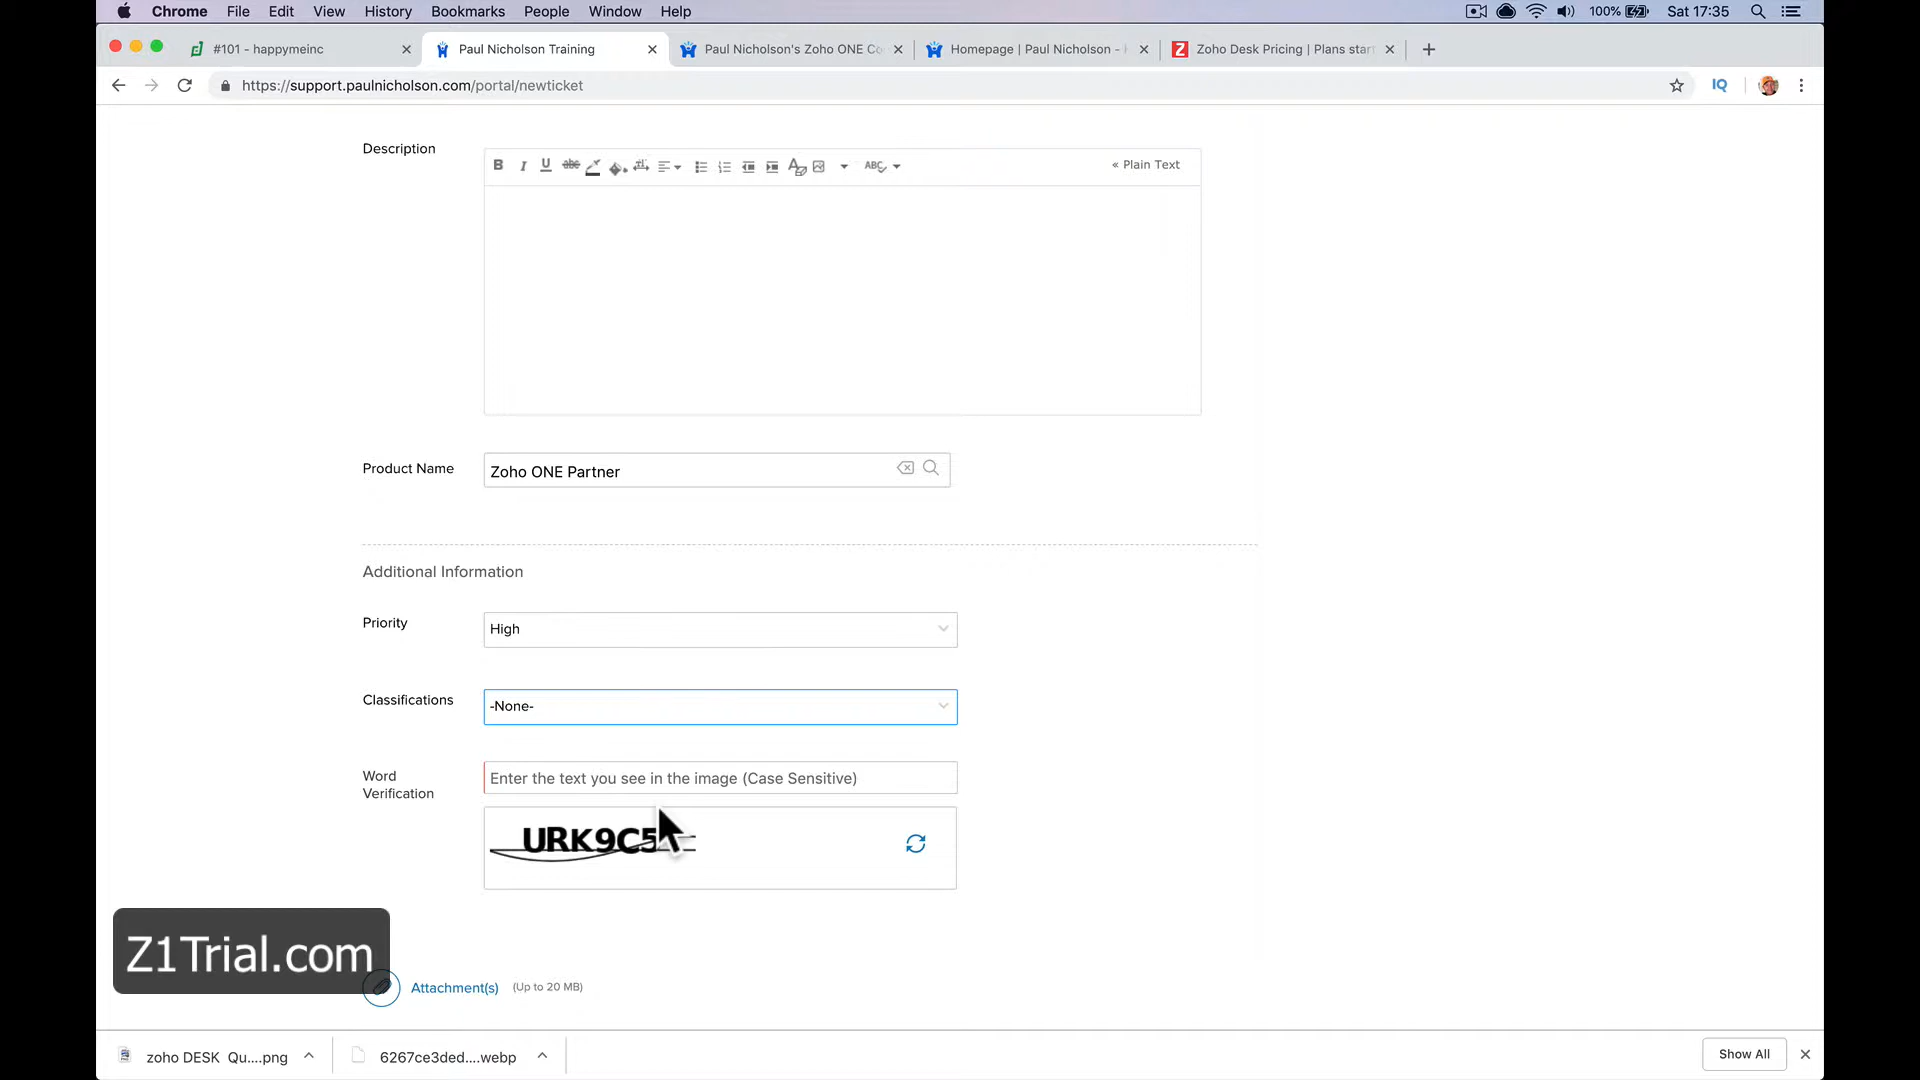 Chrome File Edit View History Bookmarks People Window Help 100% Sat 17:35
#101 - happymeinc Paul Nicholson Training Paul Nicholson's Zoho ONE Co Homepage | Paul Nicholson - Zoho Desk Pricing | Plans start
https://support.paulnicholson.com/portal/newticket IQ
Description
B I U abc ABC « Plain Text
Product Name Zoho ONE Partner
Additional Information
Priority High
Classifications -None-
Word Verification Enter the text you see in the image (Case Sensitive)
URK9C5
Z1Trial.com
Attachment(s) (Up to 20 MB)
zoho DESK Qu....png 6267ce3ded....webp Show All